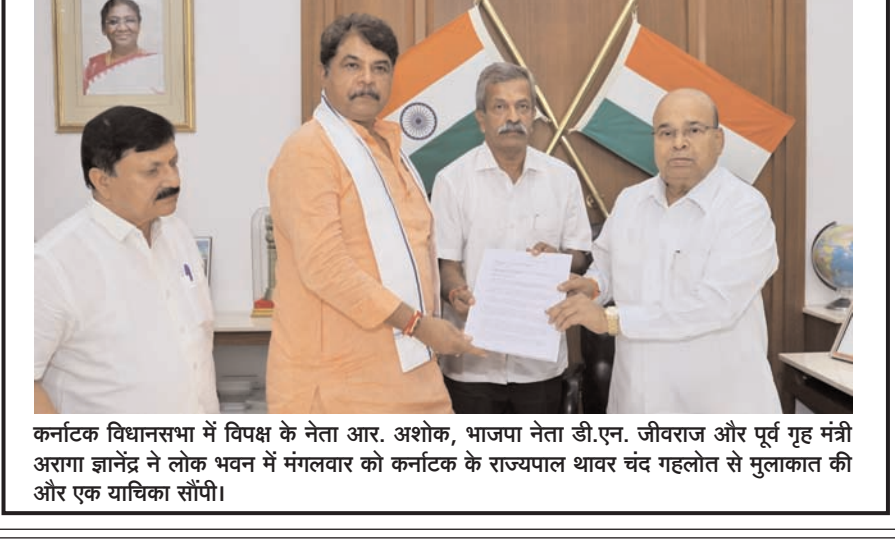 कर्नाटक विधानसभा में विपक्ष के नेता आर. अशोक, भाजपा नेता डी.एन. जीवराज और पूर्व गृह मंत्री
अरागा ज्ञानेंद्र ने लोक भवन में मंगलवार को कर्नाटक के राज्यपाल थावर चंद गहलोत से मुलाकात की
और एक याचिका सौंपी।